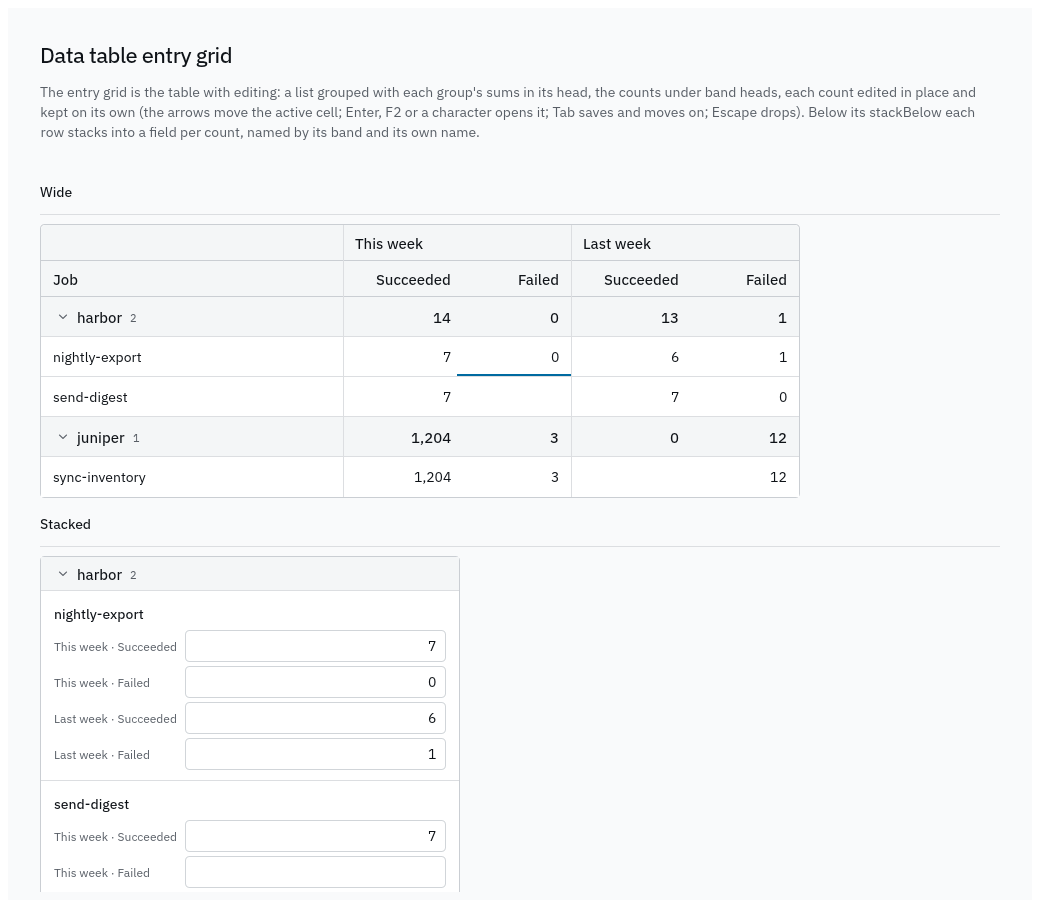 Data table entry grid
The entry grid is the table with editing: a list grouped with each group's sums in its head, the counts under band heads, each count edited in place and
kept on its own (the arrows move the active cell; Enter, F2 or a character opens it; Tab saves and moves on; Escape drops). Below its stackBelow each
row stacks into a field per count, named by its band and its own name.
Wide
This week Last week
Job Succeeded Failed Succeeded Failed
harbor 2 14 0 13 1
nightly-export 7 0 6 1
send-digest 7 7 0
juniper 1 1,204 3 0 12
sync-inventory 1,204 3 12
Stacked
harbor 2
nightly-export
This week · Succeeded 7
This week · Failed 0
Last week · Succeeded 6
Last week · Failed 1
send-digest
This week · Succeeded 7
This week · Failed